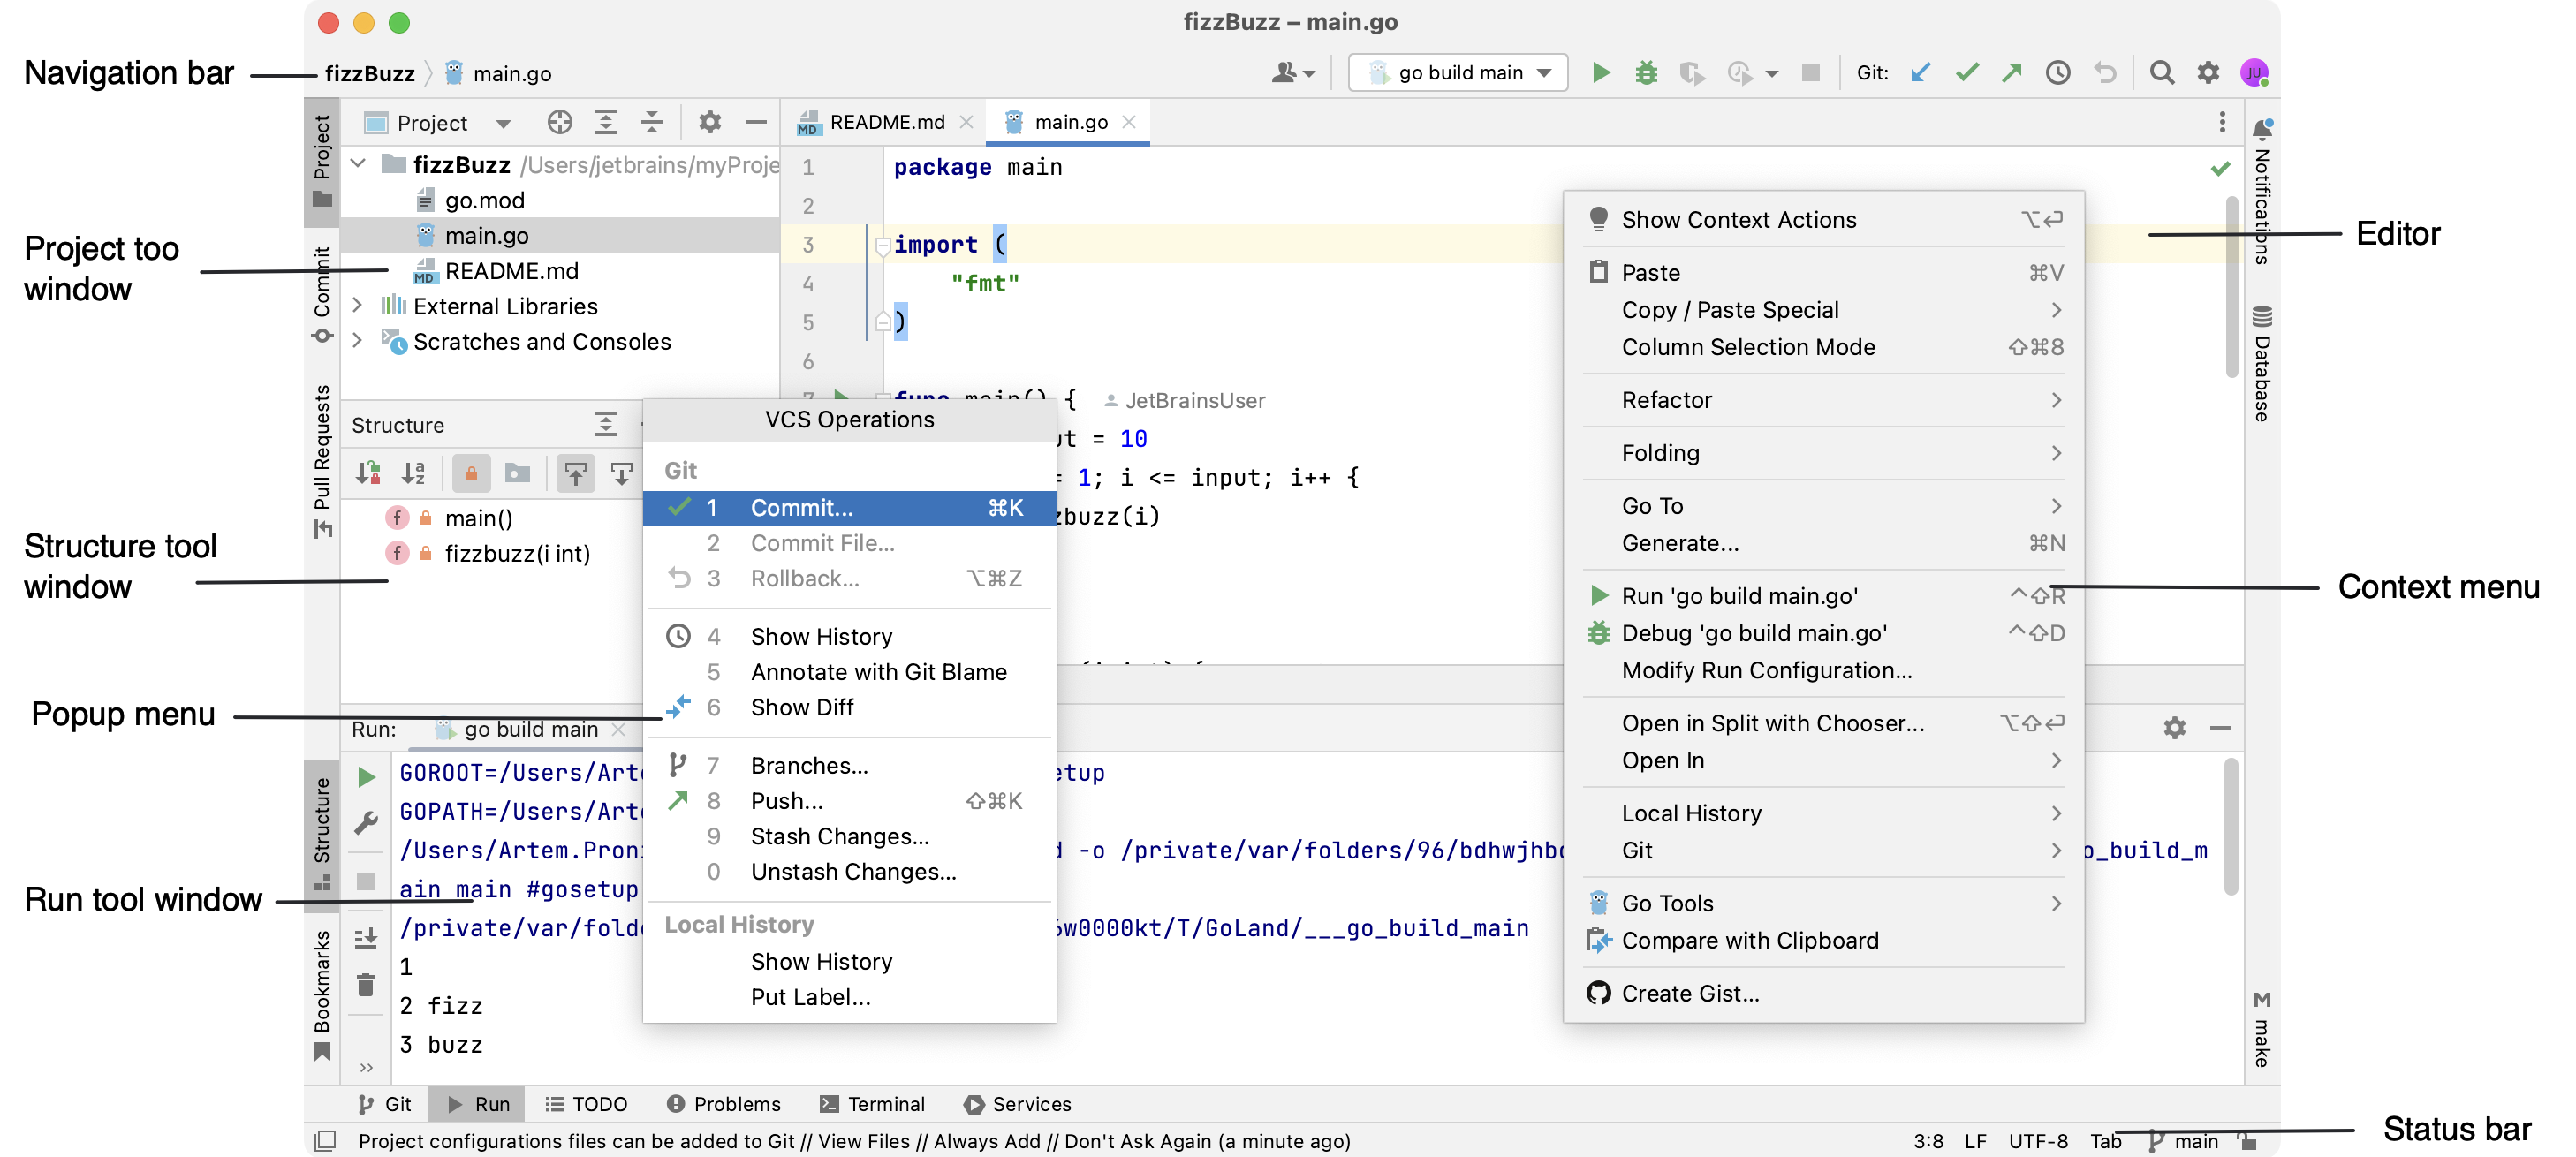 fizzBuzz – main.go
Navigation bar
fizzBuzz main.go
go build main
Git:
JU
Project
README.md
main.go
Project
Commit
Pull Requests
Structure
Bookmarks
fizzBuzz /Users/jetbrains/myProje
go.mod
main.go
README.md
External Libraries
Scratches and Consoles
Project too
window
Structure
main()
fizzbuzz(i int)
Structure tool
window
1 package main
2
3 import (
4 "fmt"
5 )
6
7 func main() { JetBrainsUser
ut = 10
= 1; i <= input; i++ {
zbuzz(i)
VCS Operations
Git
1 Commit... ⌘K
2 Commit File...
3 Rollback... ⌥⌘Z
4 Show History
5 Annotate with Git Blame
6 Show Diff
7 Branches...
8 Push... ⇧⌘K
9 Stash Changes...
0 Unstash Changes...
Local History
Show History
Put Label...
Popup menu
Show Context Actions ⌥⏎
Paste ⌘V
Copy / Paste Special
Column Selection Mode ⇧⌘8
Refactor
Folding
Go To
Generate... ⌘N
Run 'go build main.go' ^⇧R
Debug 'go build main.go' ^⇧D
Modify Run Configuration...
Open in Split with Chooser... ⌥⇧⏎
Open In
Local History
Git
Go Tools
Compare with Clipboard
Create Gist...
Notifications
Database
M make
Editor
Context menu
Run: go build main
GOROOT=/Users/Art etup
GOPATH=/Users/Art
/Users/Artem.Pron d -o /private/var/folders/96/bdhwjhb o_build_m
ain_main #gosetup
/private/var/fold 6w0000kt/T/GoLand/___go_build_main
1
2 fizz
3 buzz
Run tool window
Git Run TODO Problems Terminal Services
Project configurations files can be added to Git // View Files // Always Add // Don't Ask Again (a minute ago)
3:8 LF UTF-8 Tab main
Status bar